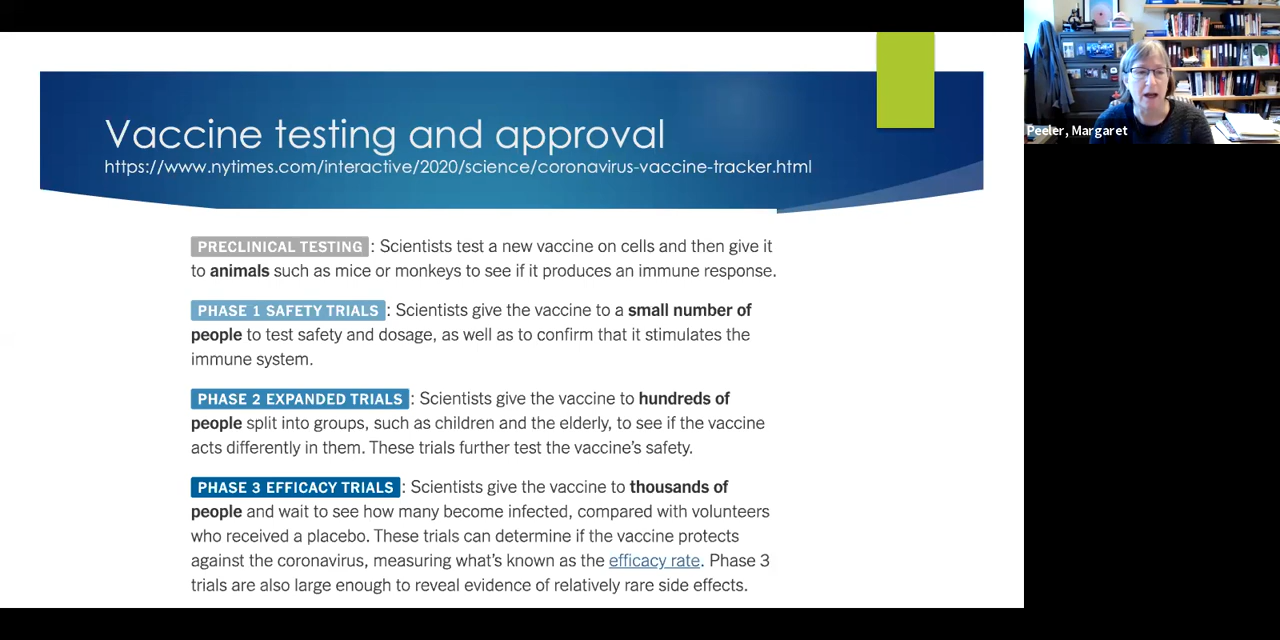 Vaccine testing and approval
https://www.nytimes.com/interactive/2020/science/coronavirus-vaccine-tracker.html
Peeler, Margaret
PRECLINICAL TESTING : Scientists test a new vaccine on cells and then give it
to animals such as mice or monkeys to see if it produces an immune response.
PHASE 1 SAFETY TRIALS : Scientists give the vaccine to a small number of
people to test safety and dosage, as well as to confirm that it stimulates the
immune system.
PHASE 2 EXPANDED TRIALS : Scientists give the vaccine to hundreds of
people split into groups, such as children and the elderly, to see if the vaccine
acts differently in them. These trials further test the vaccine’s safety.
PHASE 3 EFFICACY TRIALS : Scientists give the vaccine to thousands of
people and wait to see how many become infected, compared with volunteers
who received a placebo. These trials can determine if the vaccine protects
against the coronavirus, measuring what’s known as the efficacy rate. Phase 3
trials are also large enough to reveal evidence of relatively rare side effects.